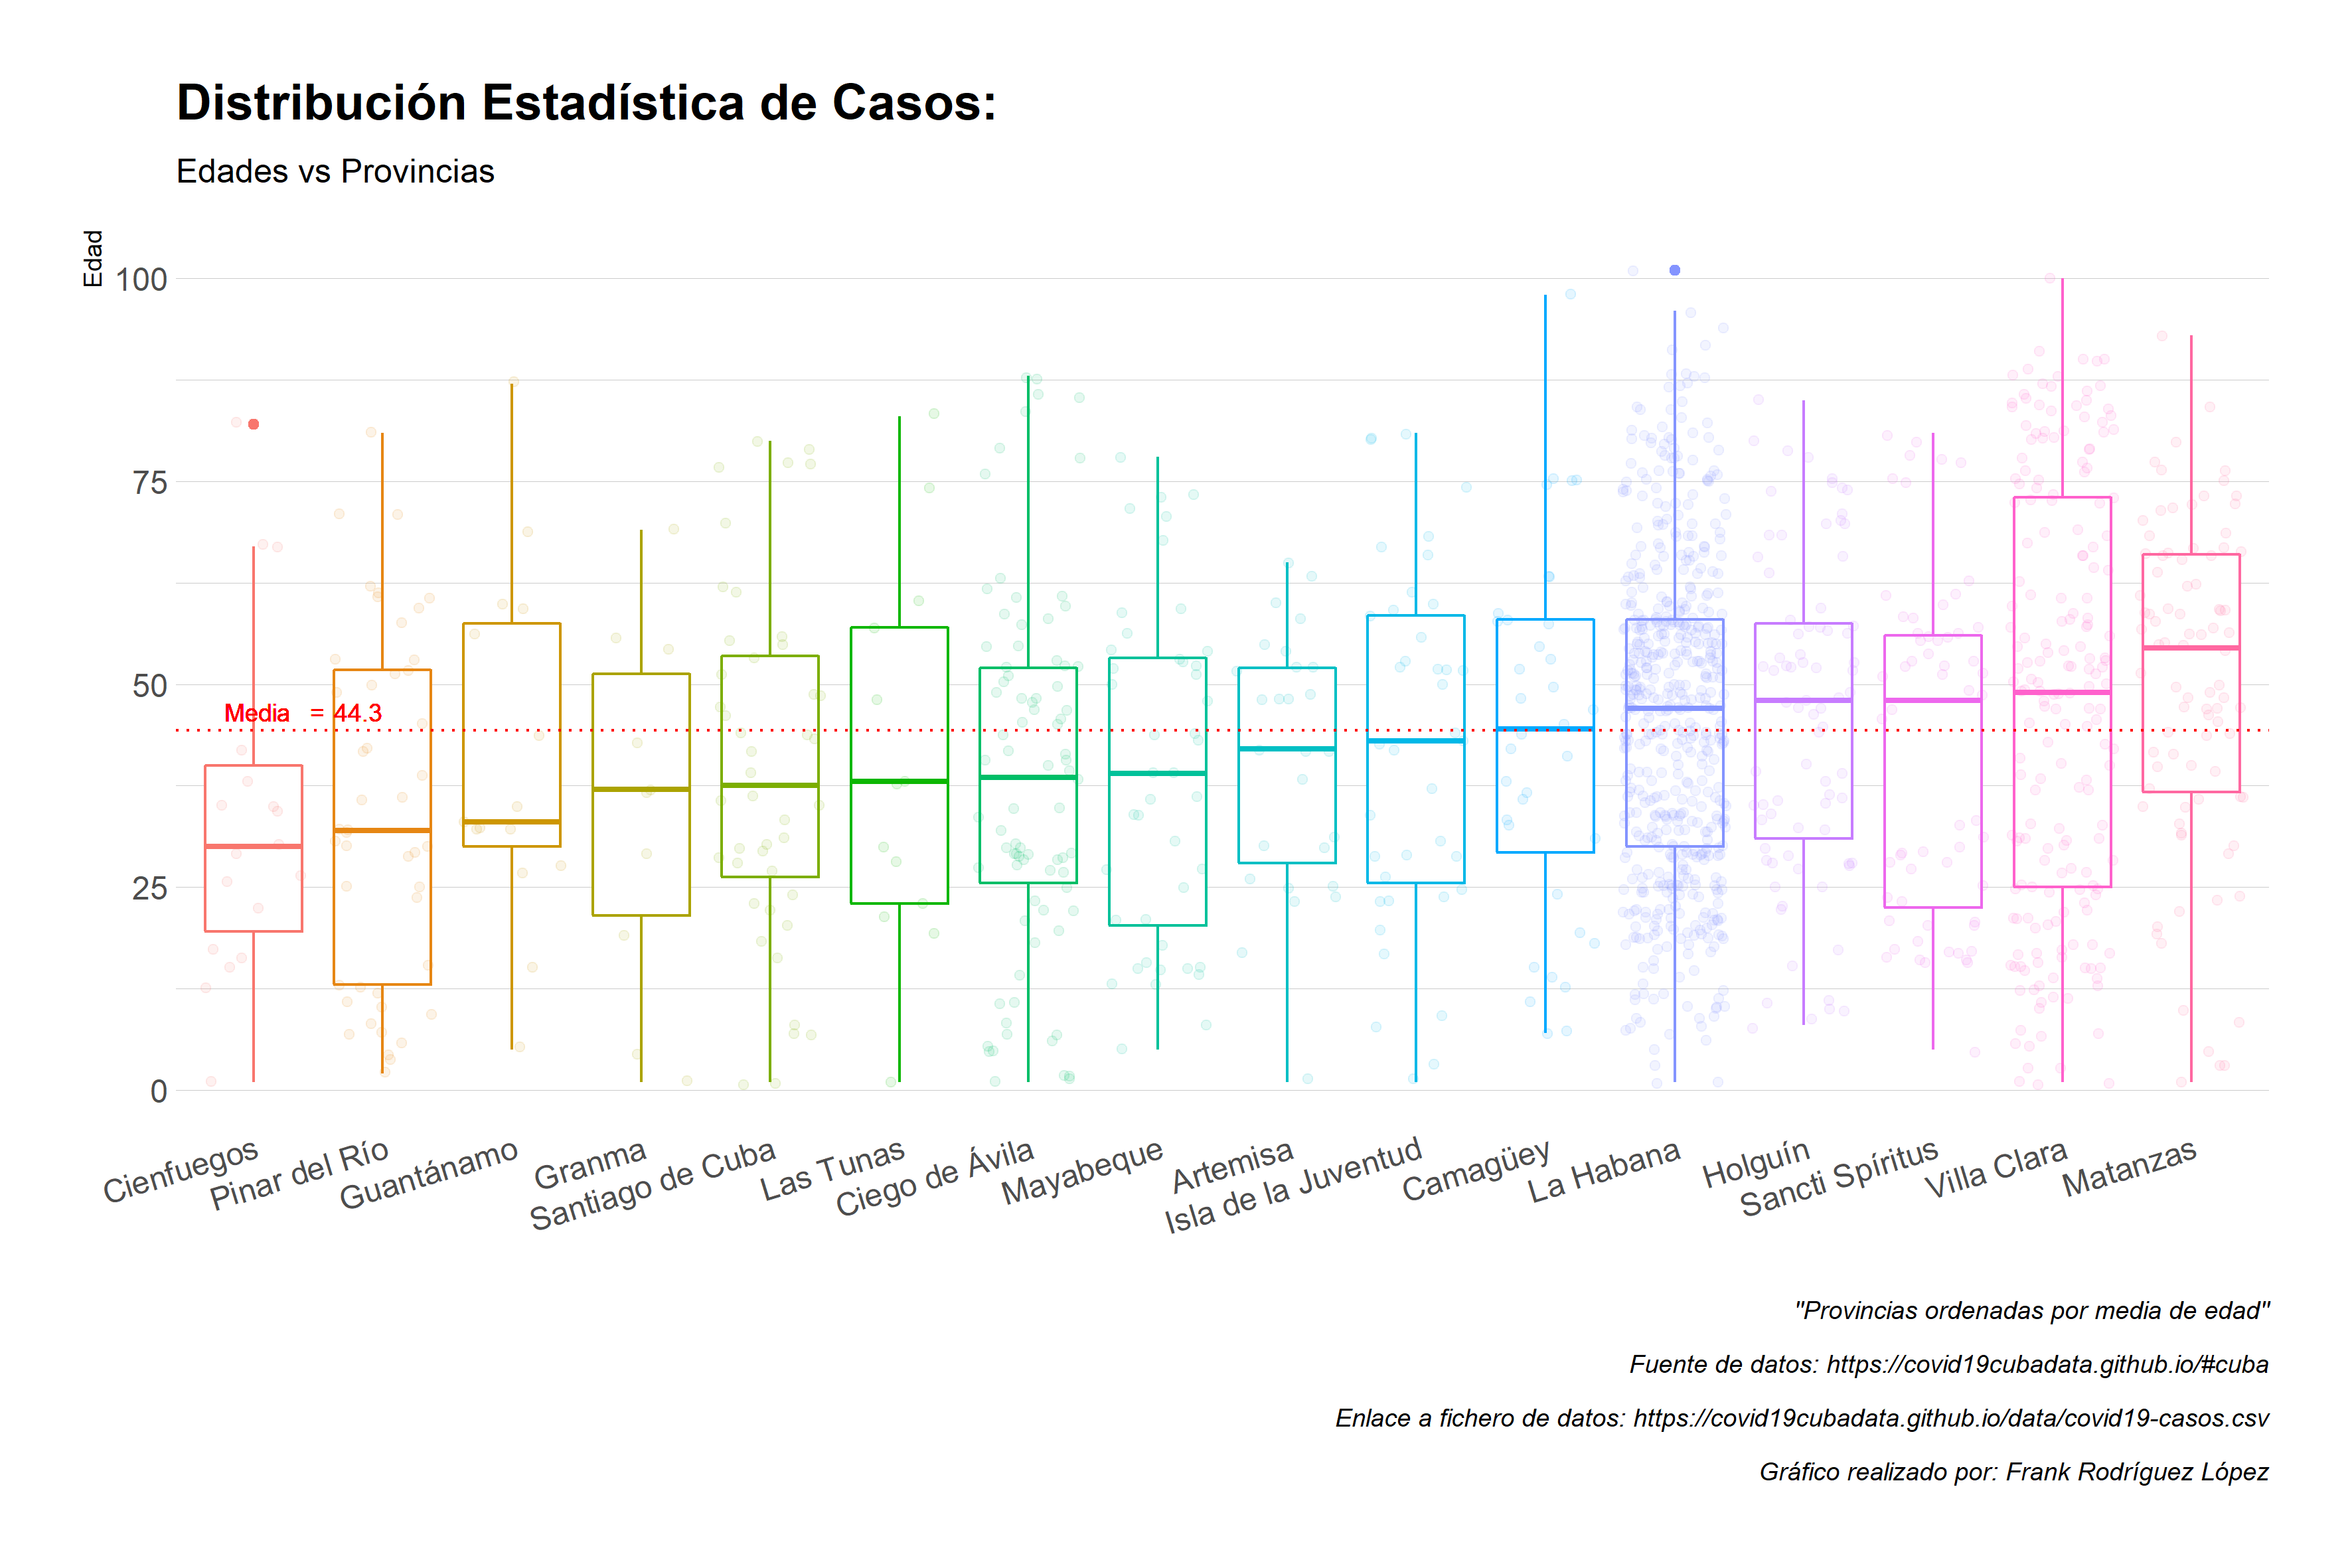 Distribución Estadística de Casos:
Edades vs Provincias
Edad
100
75
50
25
0
Media = 44.3
Cienfuegos
Pinar del Río
Guantánamo
Granma
Santiago de Cuba
Las Tunas
Ciego de Ávila
Mayabeque
Artemisa
Isla de la Juventud
Camagüey
La Habana
Holguín
Sancti Spíritus
Villa Clara
Matanzas
"Provincias ordenadas por media de edad"
Fuente de datos: https://covid19cubadata.github.io/#cuba
Enlace a fichero de datos: https://covid19cubadata.github.io/data/covid19-casos.csv
Gráfico realizado por: Frank Rodríguez López